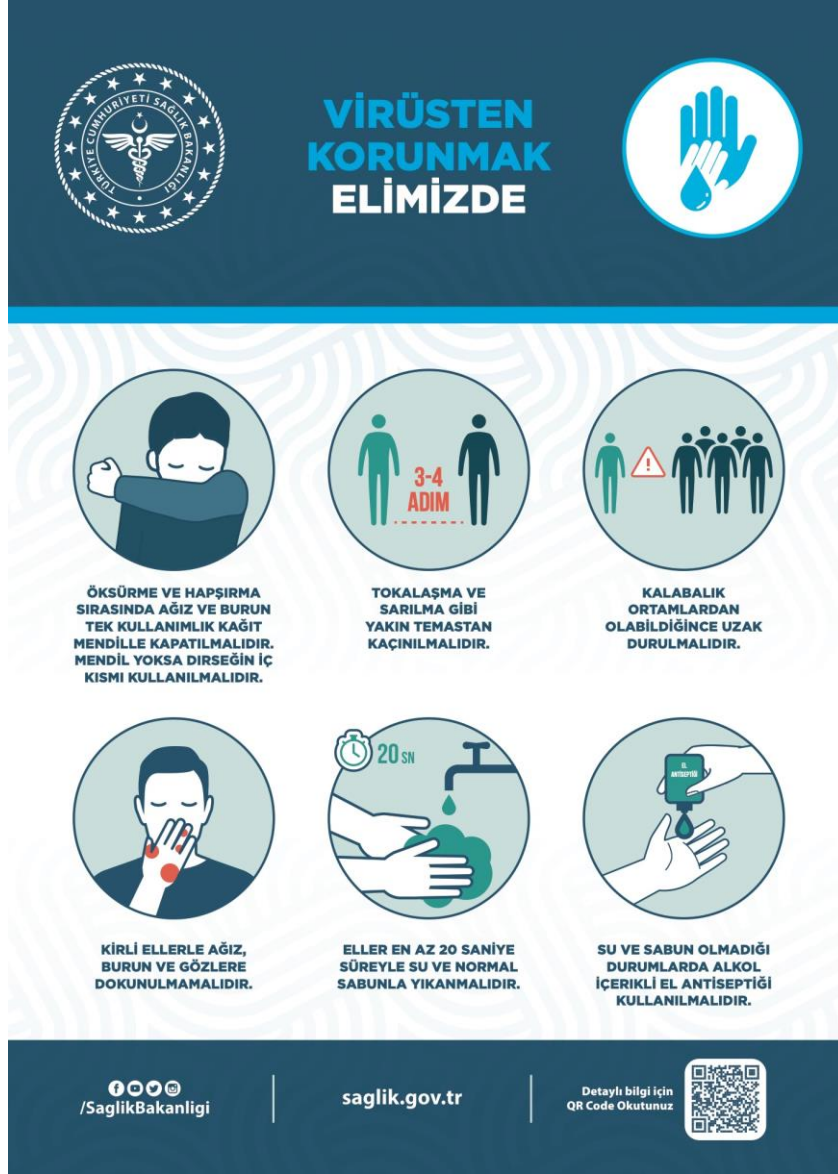 TÜRKİYE CUMHURİYETİ SAĞLIK BAKANLIĞI
VİRÜSTEN
KORUNMAK
ELİMİZDE
ÖKSÜRME VE HAPŞIRMA
SIRASINDA AĞIZ VE BURUN
TEK KULLANIMLIK KAĞIT
MENDİLLE KAPATILMALIDIR.
MENDİL YOKSA DIRSEĞİN İÇ
KISMI KULLANILMALIDIR.
3-4
ADIM
TOKALAŞMA VE
SARILMA GİBİ
YAKIN TEMASTAN
KAÇINILMALIDIR.
KALABALIK
ORTAMLARDAN
OLABİLDİĞİNCE UZAK
DURULMALIDIR.
KİRLİ ELLERLE AĞIZ,
BURUN VE GÖZLERE
DOKUNULMAMALIDIR.
20 SN
ELLER EN AZ 20 SANİYE
SÜREYLE SU VE NORMAL
SABUNLA YIKANMALIDIR.
EL
ANTİSEPTİĞİ
SU VE SABUN OLMADIĞI
DURUMLARDA ALKOL
İÇERIKLİ EL ANTİSEPTİĞİ
KULLANILMALIDIR.
/SaglikBakanligi
saglik.gov.tr
Detaylı bilgi için
QR Code Okutunuz